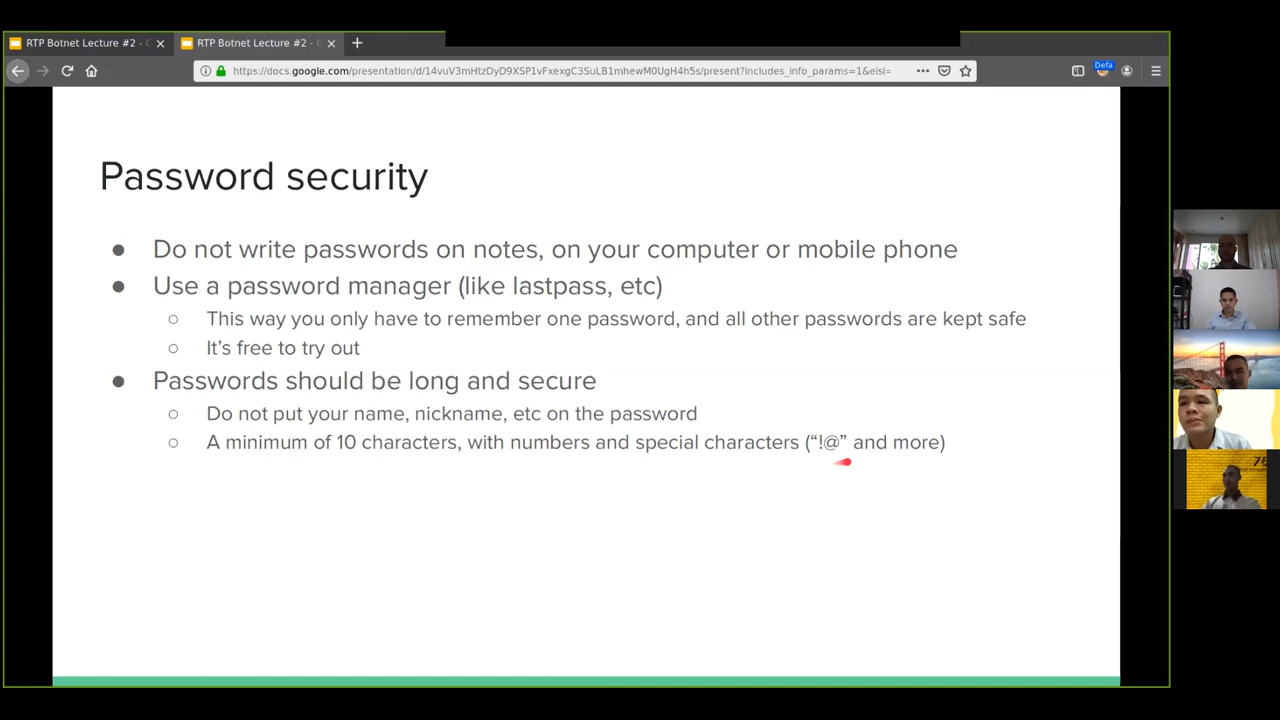 RTP Botnet Lecture #2 - RTP Botnet Lecture #2 -
https://docs.google.com/presentation/d/14vuV3mHtzDyD9XSP1vFxexgC3SuLB1mhewM0UgH4h5s/present?includes_info_params=1&eisi= Defa
Password security
● Do not write passwords on notes, on your computer or mobile phone
● Use a password manager (like lastpass, etc)
○ This way you only have to remember one password, and all other passwords are kept safe
○ It’s free to try out
● Passwords should be long and secure
○ Do not put your name, nickname, etc on the password
○ A minimum of 10 characters, with numbers and special characters (“!@” and more)